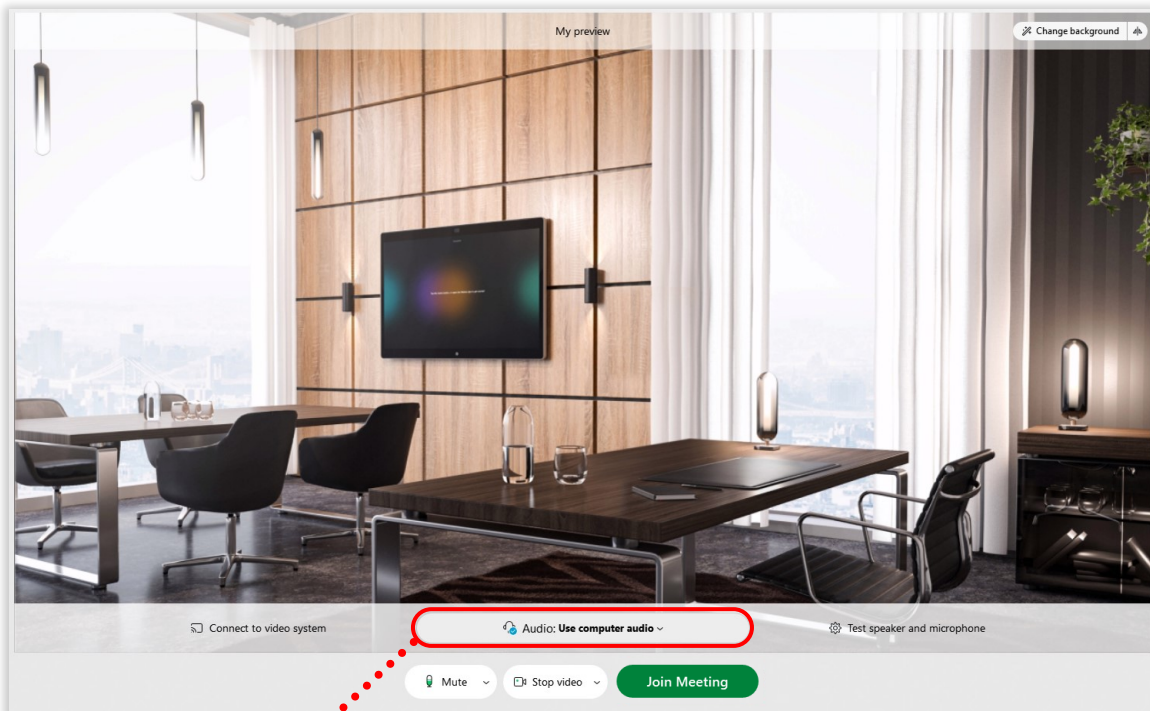 My preview
Change background
Connect to video system
Audio: Use computer audio
Test speaker and microphone
Mute
Stop video
Join Meeting